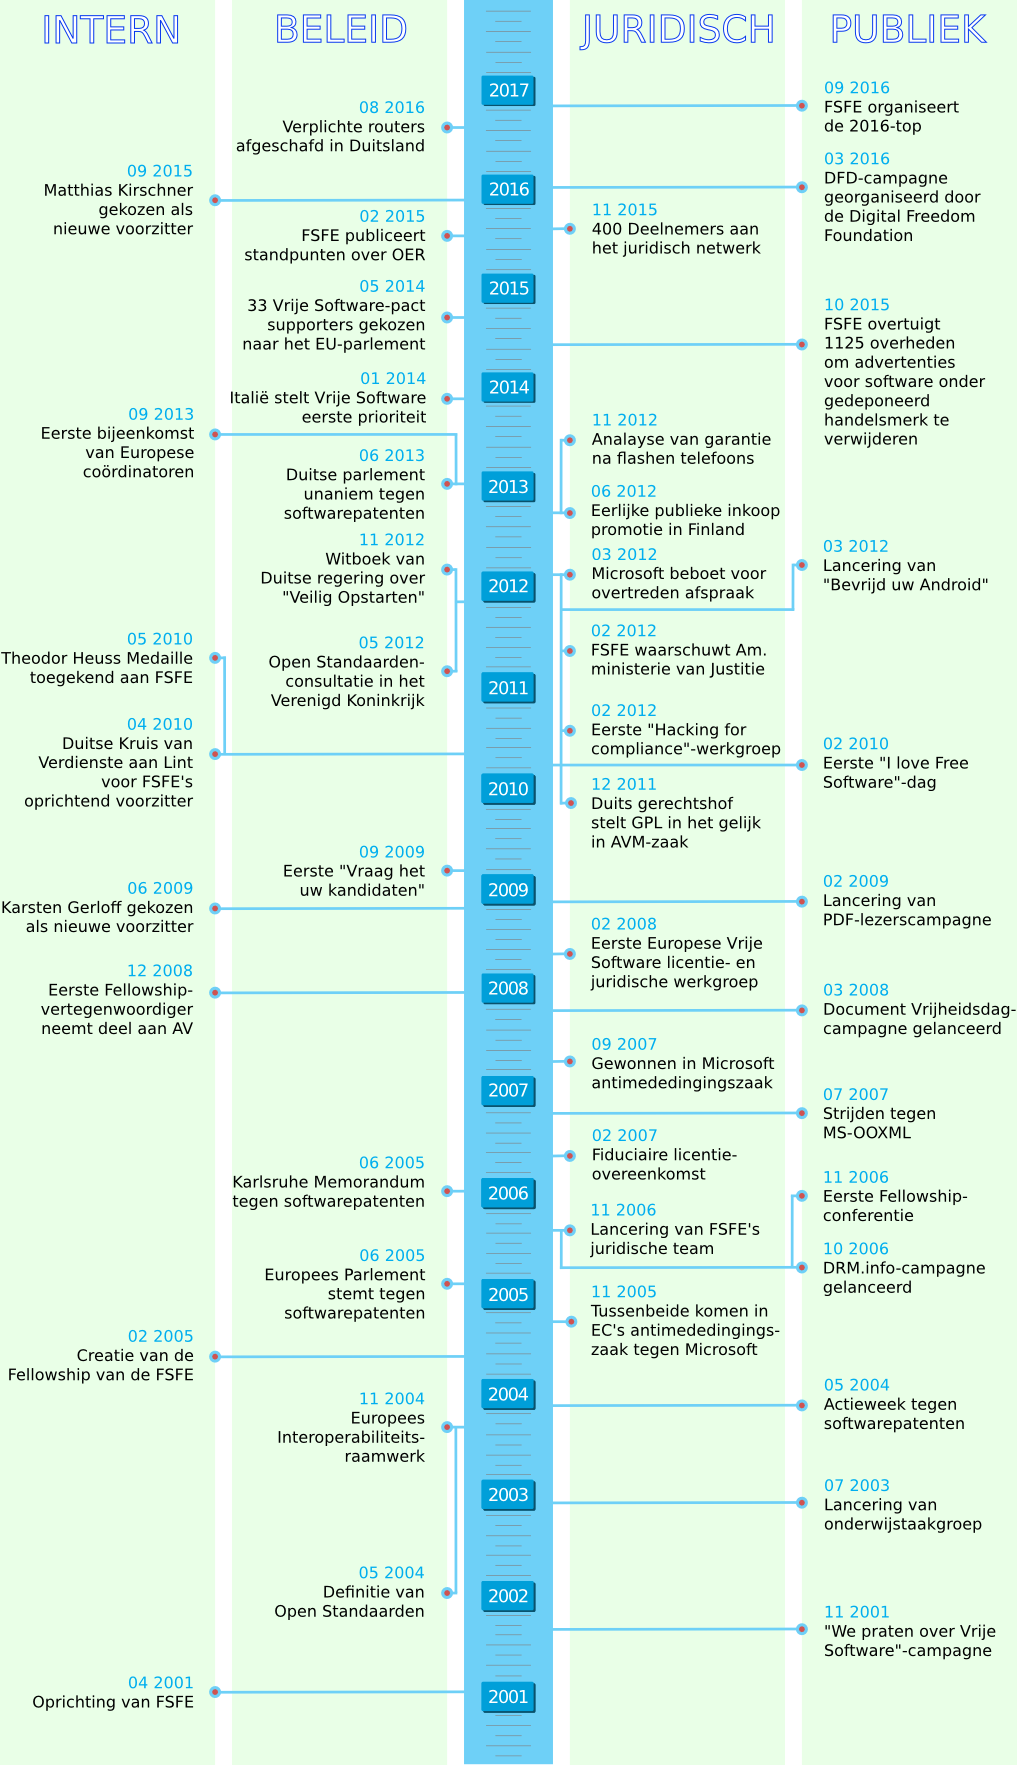 INTERN
09 2015
Matthias Kirschner
gekozen als
nieuwe voorzitter
09 2013
Eerste bijeenkomst
van Europese
coördinatoren
05 2010
Theodor Heuss Medaille
toegekend aan FSFE
04 2010
Duitse Kruis van
Verdienste aan Lint
voor FSFE's
oprichtend voorzitter
06 2009
Karsten Gerloff gekozen
als nieuwe voorzitter
12 2008
Eerste Fellowship-
vertegenwoordiger
neemt deel aan AV
02 2005
Creatie van de
Fellowship van de FSFE
04 2001
Oprichting van FSFE
BELEID
08 2016
Verplichte routers
afgeschafd in Duitsland
02 2015
FSFE publiceert
standpunten over OER
05 2014
33 Vrije Software-pact
supporters gekozen
naar het EU-parlement
01 2014
Italië stelt Vrije Software
eerste prioriteit
06 2013
Duitse parlement
unaniem tegen
softwarepatenten
11 2012
Witboek van
Duitse regering over
"Veilig Opstarten"
05 2012
Open Standaarden-
consultatie in het
Verenigd Koninkrijk
09 2009
Eerste "Vraag het
uw kandidaten"
06 2005
Karlsruhe Memorandum
tegen softwarepatenten
06 2005
Europees Parlement
stemt tegen
softwarepatenten
11 2004
Europees
Interoperabiliteits-
raamwerk
05 2004
Definitie van
Open Standaarden
2017
2016
2015
2014
2013
2012
2011
2010
2009
2008
2007
2006
2005
2004
2003
2002
2001
JURIDISCH
11 2015
400 Deelnemers aan
het juridisch netwerk
11 2012
Analayse van garantie
na flashen telefoons
06 2012
Eerlijke publieke inkoop
promotie in Finland
03 2012
Microsoft beboet voor
overtreden afspraak
02 2012
FSFE waarschuwt Am.
ministerie van Justitie
02 2012
Eerste "Hacking for
compliance"-werkgroep
12 2011
Duits gerechtshof
stelt GPL in het gelijk
in AVM-zaak
02 2008
Eerste Europese Vrije
Software licentie- en
juridische werkgroep
09 2007
Gewonnen in Microsoft
antimededingingszaak
02 2007
Fiduciaire licentie-
overeenkomst
11 2006
Lancering van FSFE's
juridische team
11 2005
Tussenbeide komen in
EC's antimededingings-
zaak tegen Microsoft
PUBLIEK
09 2016
FSFE organiseert
de 2016-top
03 2016
DFD-campagne
georganiseerd door
de Digital Freedom
Foundation
10 2015
FSFE overtuigt
1125 overheden
om advertenties
voor software onder
gedeponeerd
handelsmerk te
verwijderen
03 2012
Lancering van
"Bevrijd uw Android"
02 2010
Eerste "I love Free
Software"-dag
02 2009
Lancering van
PDF-lezerscampagne
03 2008
Document Vrijheidsdag-
campagne gelanceerd
07 2007
Strijden tegen
MS-OOXML
11 2006
Eerste Fellowship-
conferentie
10 2006
DRM.info-campagne
gelanceerd
05 2004
Actieweek tegen
softwarepatenten
07 2003
Lancering van
onderwijstaakgroep
11 2001
"We praten over Vrije
Software"-campagne